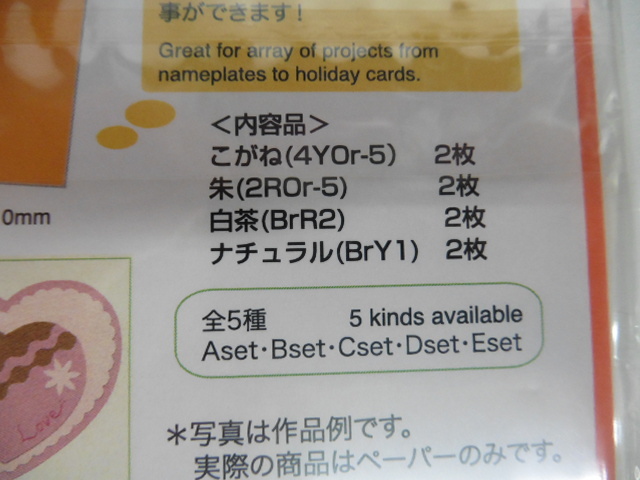 事ができます!
Great for array of projects from
nameplates to holiday cards.
<内容品>
こがね(4YOr-5) 2枚
朱(2ROr-5) 2枚
白茶(BrR2) 2枚
ナチュラル(BrY1) 2枚
0mm
全5種 5 kinds available
Aset・Bset・Cset・Dset・Eset
Love
*写真は作品例です。
実際の商品はペーパーのみです。